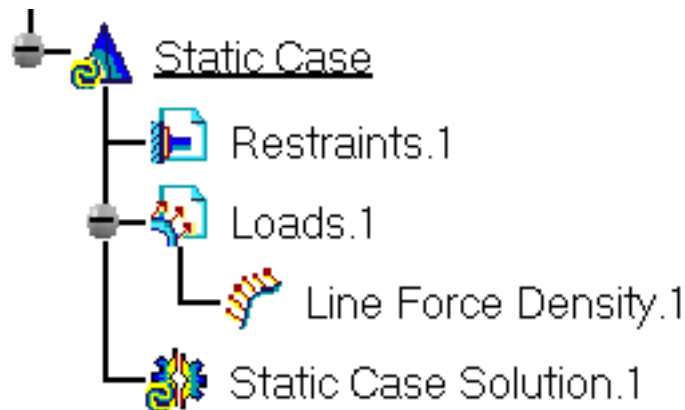 Static Case
Restraints.1
Loads.1
Line Force Density.1
Static Case Solution.1